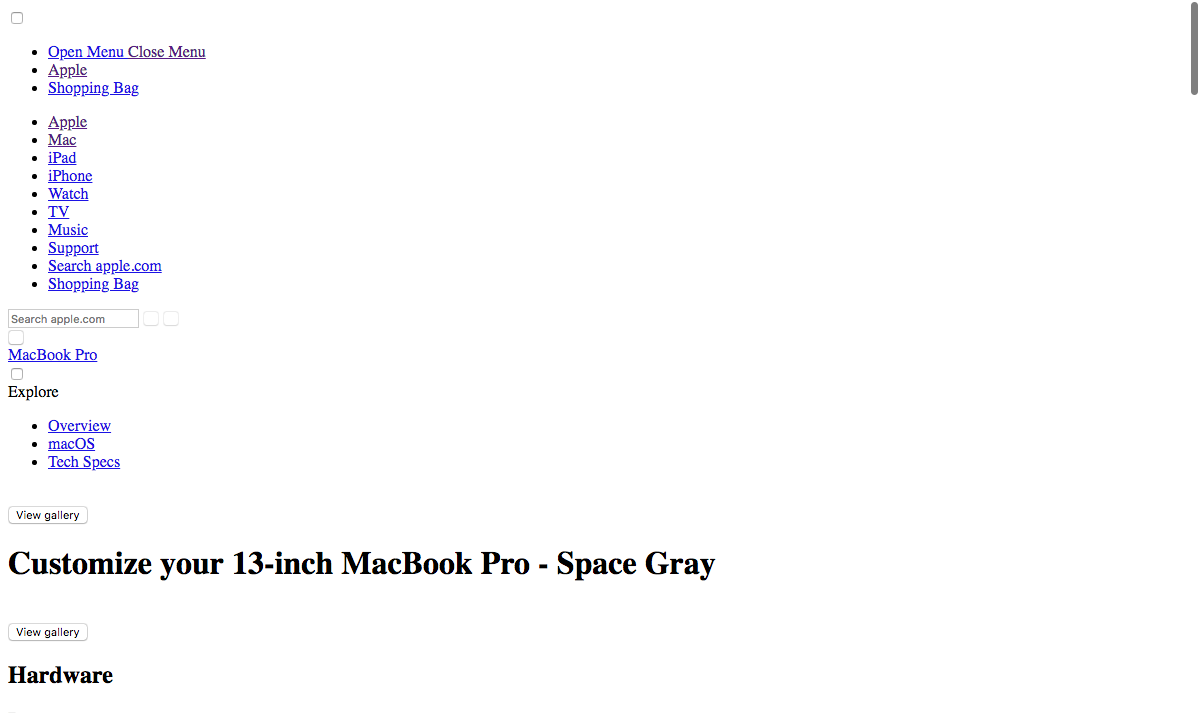 Open Menu Close Menu
Apple
Shopping Bag
Apple
Mac
iPad
iPhone
Watch
TV
Music
Support
Search apple.com
Shopping Bag
Search apple.com
MacBook Pro
Explore
Overview
macOS
Tech Specs
View gallery
Customize your 13-inch MacBook Pro - Space Gray
View gallery
Hardware